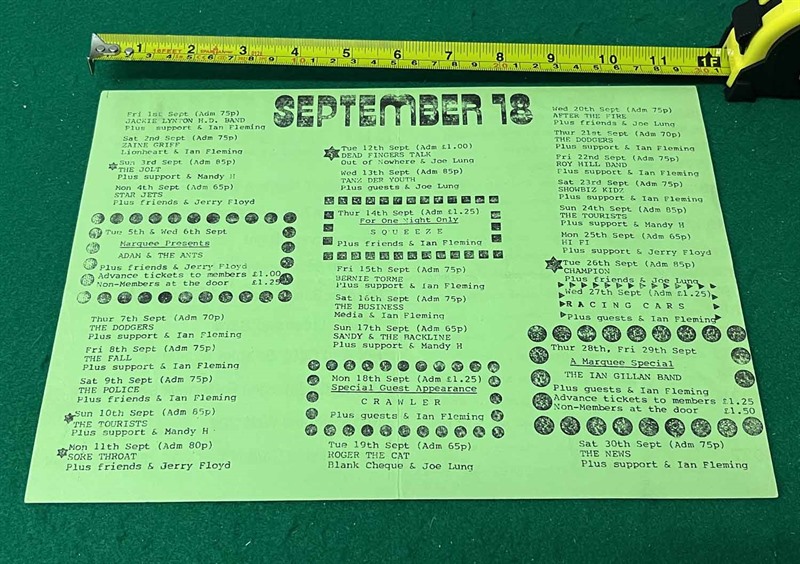 SEPTEMBER 18
Fri 1st Sept (Adm 75p)
JACKIE LYNTON H.D. BAND
Plus support & Ian Fleming
Sat 2nd Sept (Adm 75p)
ZAINE GRIFF
Lionheart & Ian Fleming
Sun 3rd Sept (Adm 85p)
THE JOLT
Plus support & Mandy H
Mon 4th Sept (Adm 65p)
STAR JETS
Plus friends & Jerry Floyd
Tue 5th & Wed 6th Sept
Marquee Presents
ADAM & THE ANTS
Plus friends & Jerry Floyd
Advance tickets to members £1.00
Non-Members at the door £1.25
Thur 7th Sept (Adm 70p)
THE DODGERS
Plus support & Ian Fleming
Fri 8th Sept (Adm 75p)
THE FALL
Plus support & Ian Fleming
Sat 9th Sept (Adm 75p)
THE POLICE
Plus friends & Ian Fleming
Sun 10th Sept (Adm 85p)
THE TOURISTS
Plus support & Mandy H
Mon 11th Sept (Adm 80p)
SORE THROAT
Plus friends & Jerry Floyd
Tue 12th Sept (Adm £1.00)
DEAD FINGERS TALK
Out of Nowhere & Joe Lung
Wed 13th Sept (Adm 85p)
TANZ DER YOUTH
Plus guests & Joe Lung
Thur 14th Sept (Adm £1.25)
For One Night Only
SQUEEZE
Plus friends & Ian Fleming
Fri 15th Sept (Adm 75p)
BERNIE TORME
Plus support & Ian Fleming
Sat 16th Sept (Adm 75p)
THE BUSINESS
Media & Ian Fleming
Sun 17th Sept (Adm 65p)
SANDY & THE BACKLINE
Plus support & Mandy H
Mon 18th Sept (Adm £1.25)
Special Guest Appearance
CRAWLER
Plus guests & Ian Fleming
Tue 19th Sept (Adm 65p)
ROGER THE CAT
Blank Cheque & Joe Lung
Wed 20th Sept (Adm 75p)
AFTER THE FIRE
Plus friends & Joe Lung
Thur 21st Sept (Adm 70p)
THE DODGERS
Plus support & Ian Fleming
Fri 22nd Sept (Adm 75p)
ROY HILL BAND
Plus support & Ian Fleming
Sat 23rd Sept (Adm 75p)
SHOWBIZ KIDZ
Plus support & Ian Fleming
Sun 24th Sept (Adm 85p)
THE TOURISTS
Plus support & Mandy H
Mon 25th Sept (Adm 65p)
HI FI
Plus support & Jerry Floyd
Tue 26th Sept (Adm 85p)
CHAMPION
Plus friends & Joe Lung
Wed 27th Sept (Adm £1.25)
RACING CARS
Plus guests & Ian Fleming
Thur 28th, Fri 29th Sept
A Marquee Special
THE IAN GILLAN BAND
Plus guests & Ian Fleming
Advance tickets to members £1.25
Non-Members at the door £1.50
Sat 30th Sept (Adm 75p)
THE NEWS
Plus support & Ian Fleming
1 2 3 4 5 6 7 8 9 10 11